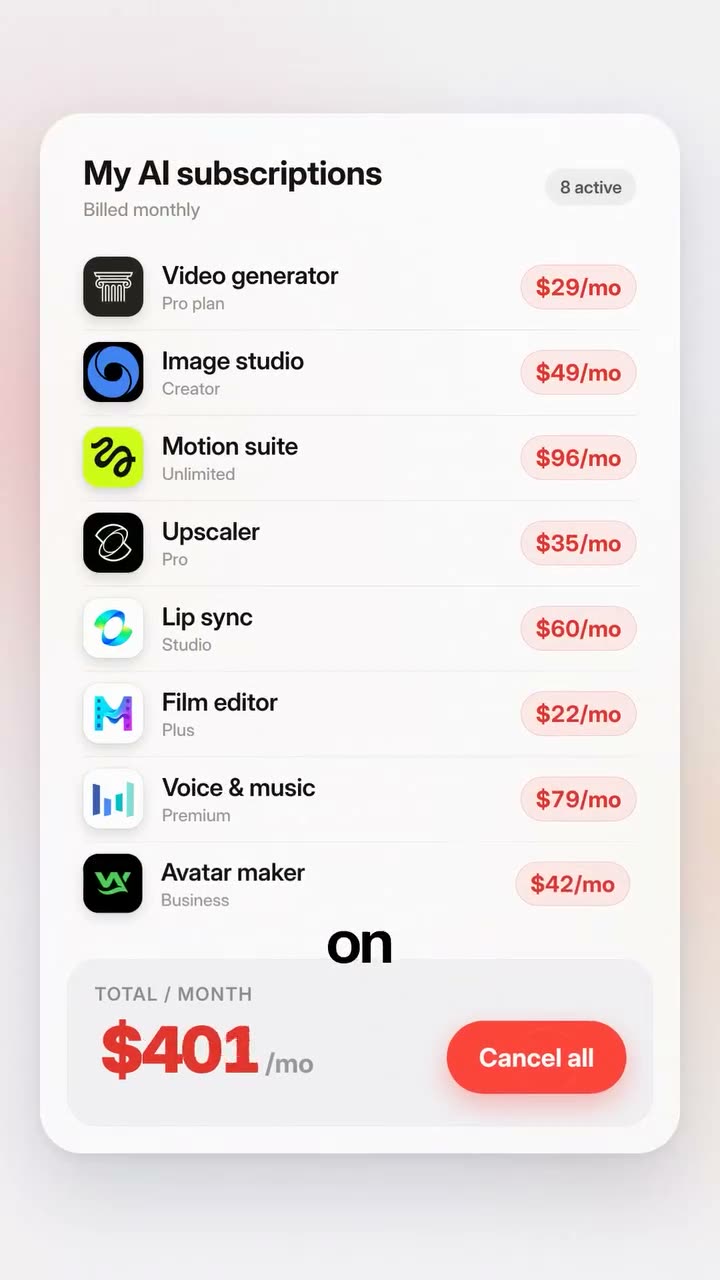 My AI subscriptions
Billed monthly
8 active
Video generator
Pro plan
$29/mo
Image studio
Creator
$49/mo
Motion suite
Unlimited
$96/mo
Upscaler
Pro
$35/mo
Lip sync
Studio
$60/mo
Film editor
Plus
$22/mo
Voice & music
Premium
$79/mo
Avatar maker
Business
$42/mo
on
TOTAL / MONTH
$401/mo
Cancel all